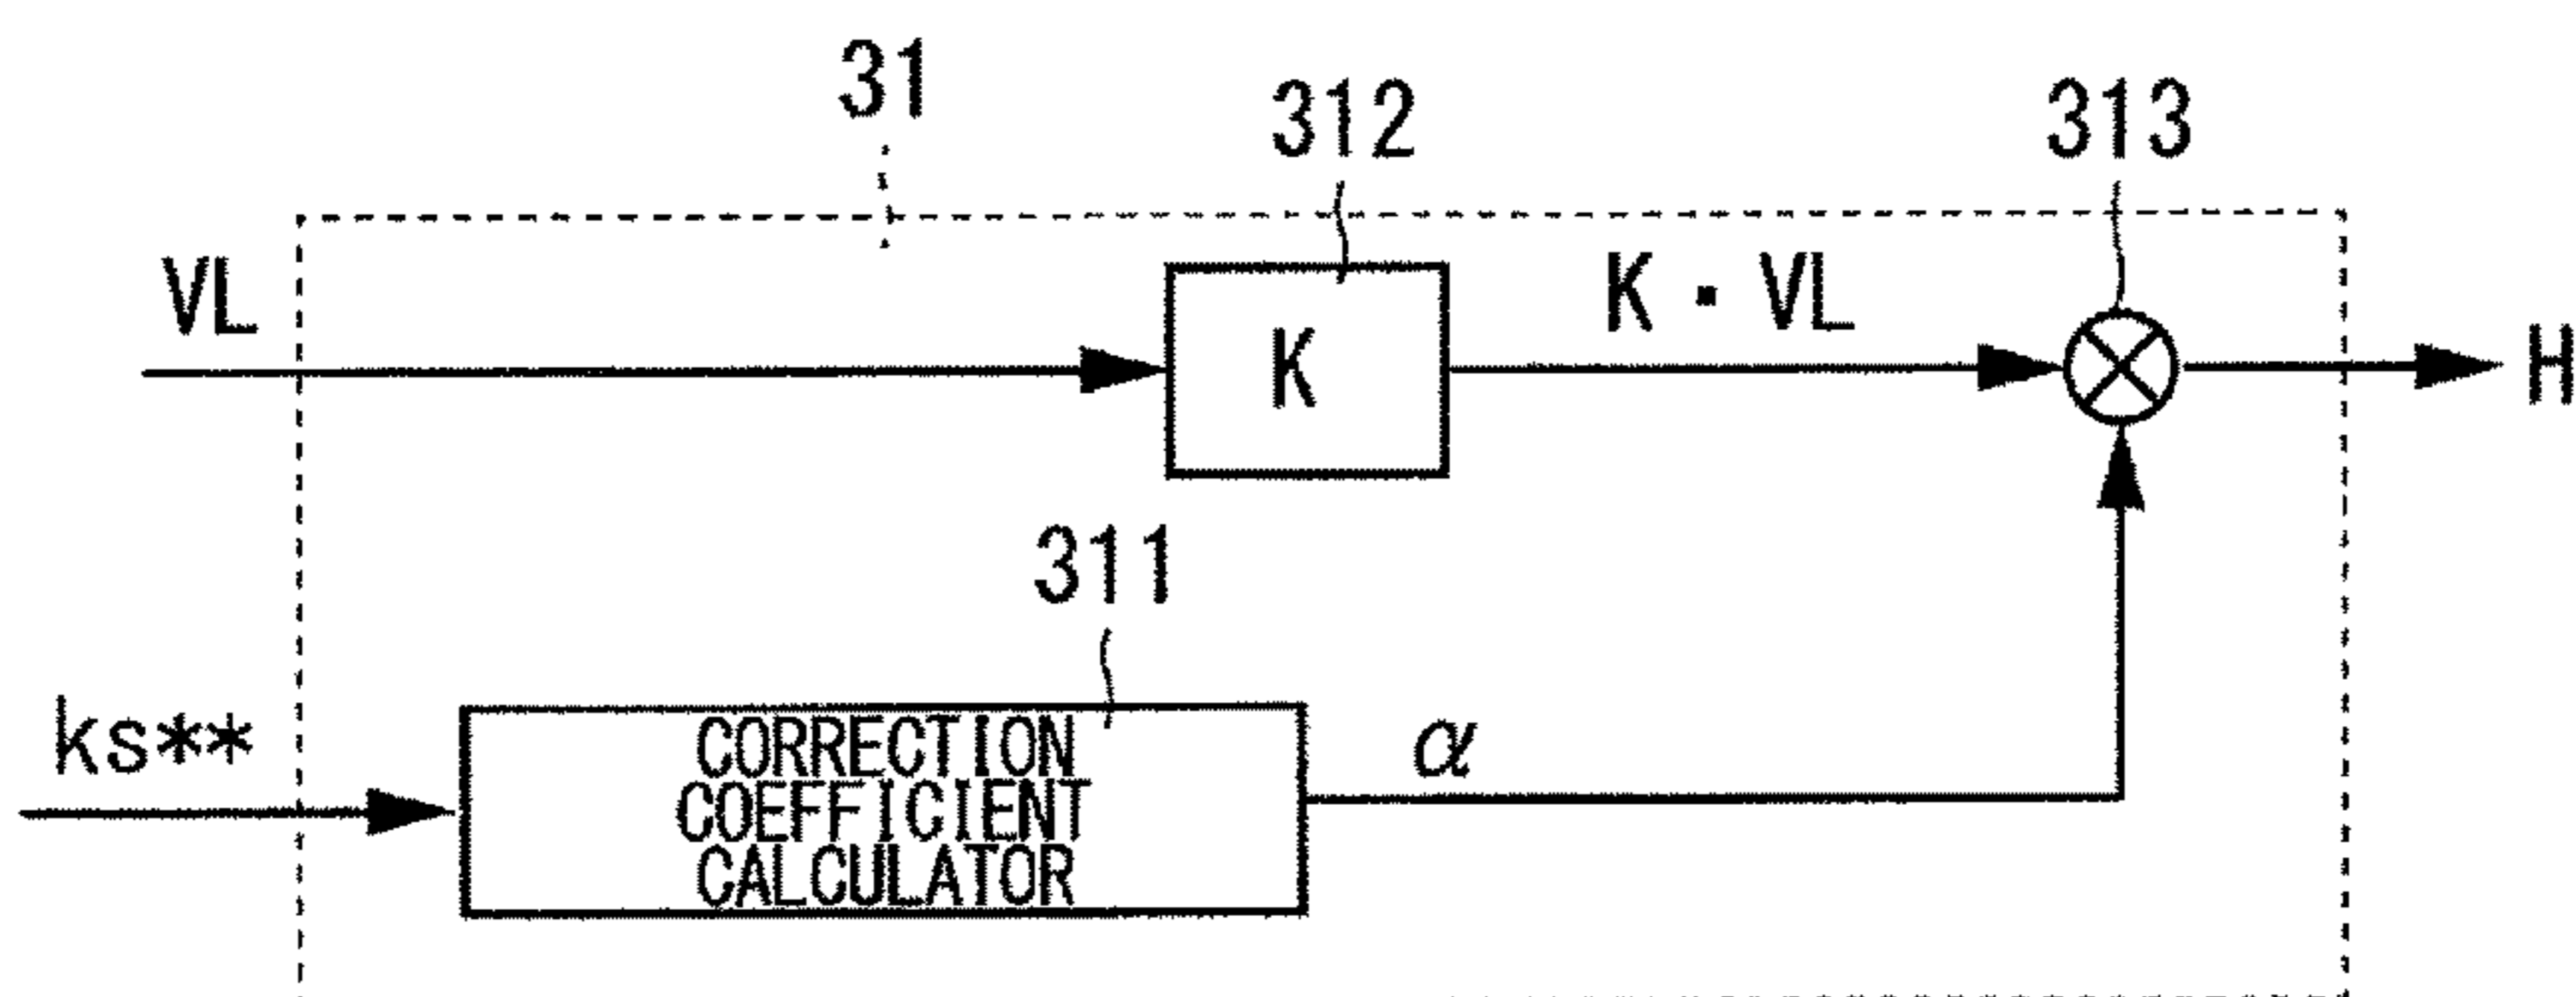 31
312
313
VL
K
K・VL
H
311
ks**
CORRECTION
COEFFICIENT
CALCULATOR
α